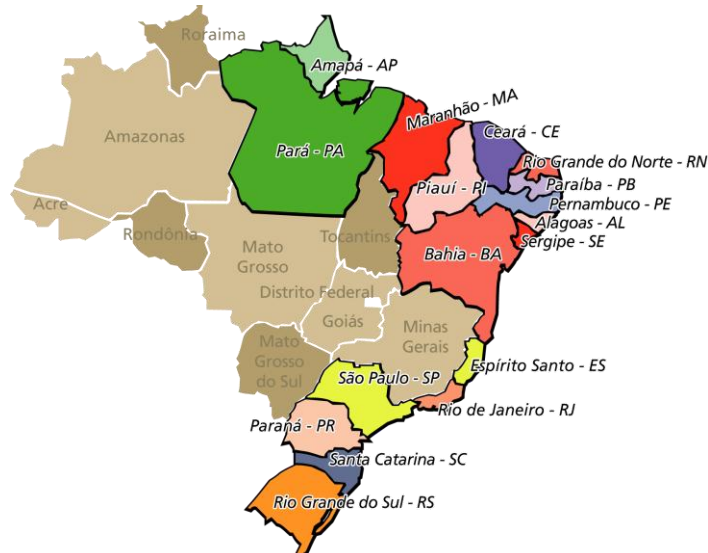 Roraima
Amapá - AP
Maranhão - MA
Amazonas
Ceará - CE
Pará - PA
Rio Grande do Norte - RN
Piauí - PI
Paraíba - PB
Acre
Pernambuco - PE
Alagoas - AL
Rondônia
Tocantins
Sergipe - SE
Mato
Grosso
Bahia - BA
Distrito Federal
Goiás
Minas
Gerais
Mato
Grosso
do Sul
Espírito Santo - ES
São Paulo - SP
Rio de Janeiro - RJ
Paraná - PR
Santa Catarina - SC
Rio Grande do Sul - RS